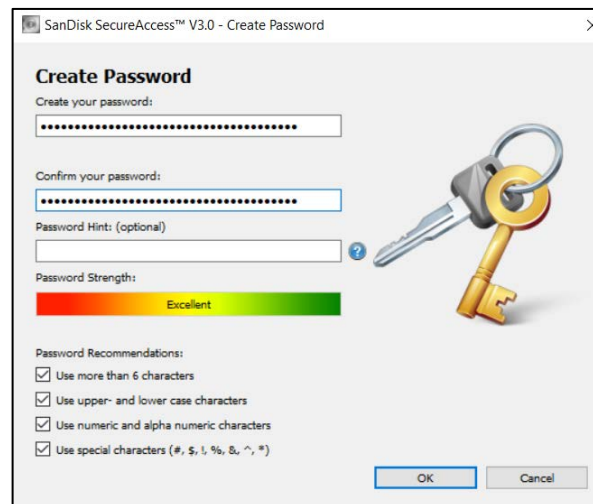 SanDisk SecureAccess™ V3.0 - Create Password
Create Password
Create your password:
••••••••••••••••••••••••••••••••••••••
Confirm your password:
••••••••••••••••••••••••••••••••••••••
Password Hint: (optional)
?
Password Strength:
Excellent
Password Recommendations:
Use more than 6 characters
Use upper- and lower case characters
Use numeric and alpha numeric characters
Use special characters (#, $, !, %, &, ^, *)
OK Cancel